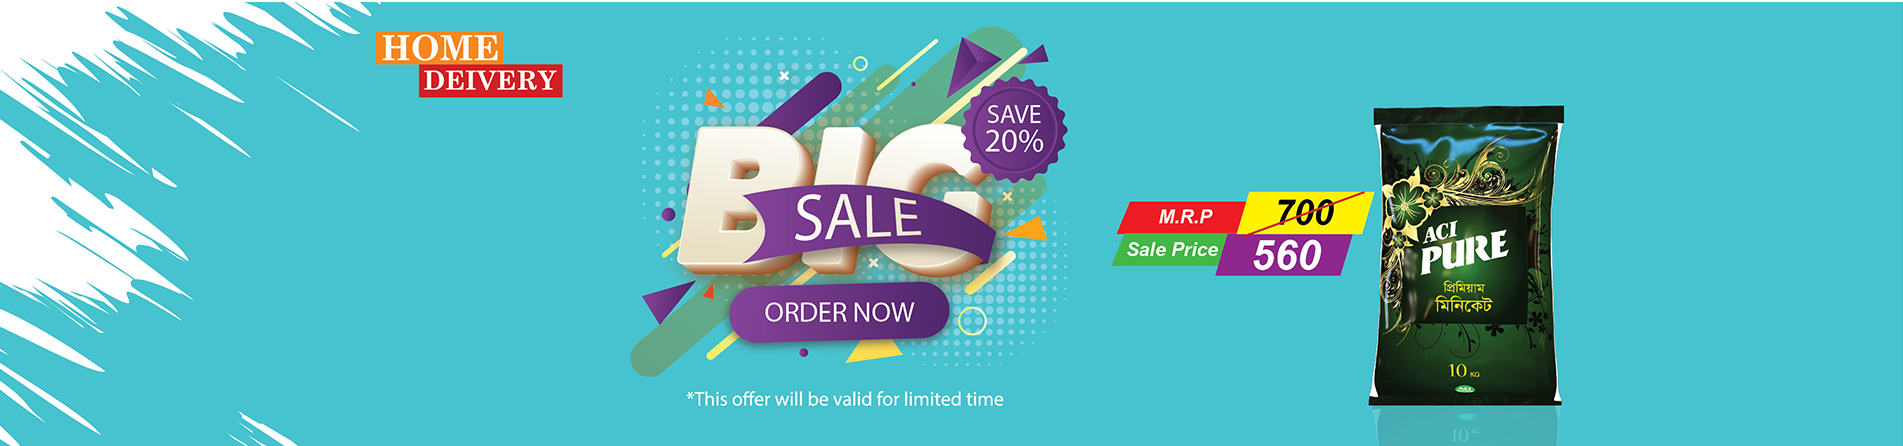 HOME
DEIVERY
SAVE
20%
BIG
SALE
ORDER NOW
*This offer will be valid for limited time
M.R.P 700
Sale Price 560
ACI
PURE
প্রিমিয়াম
মিনিকেট
10 KG
ACI